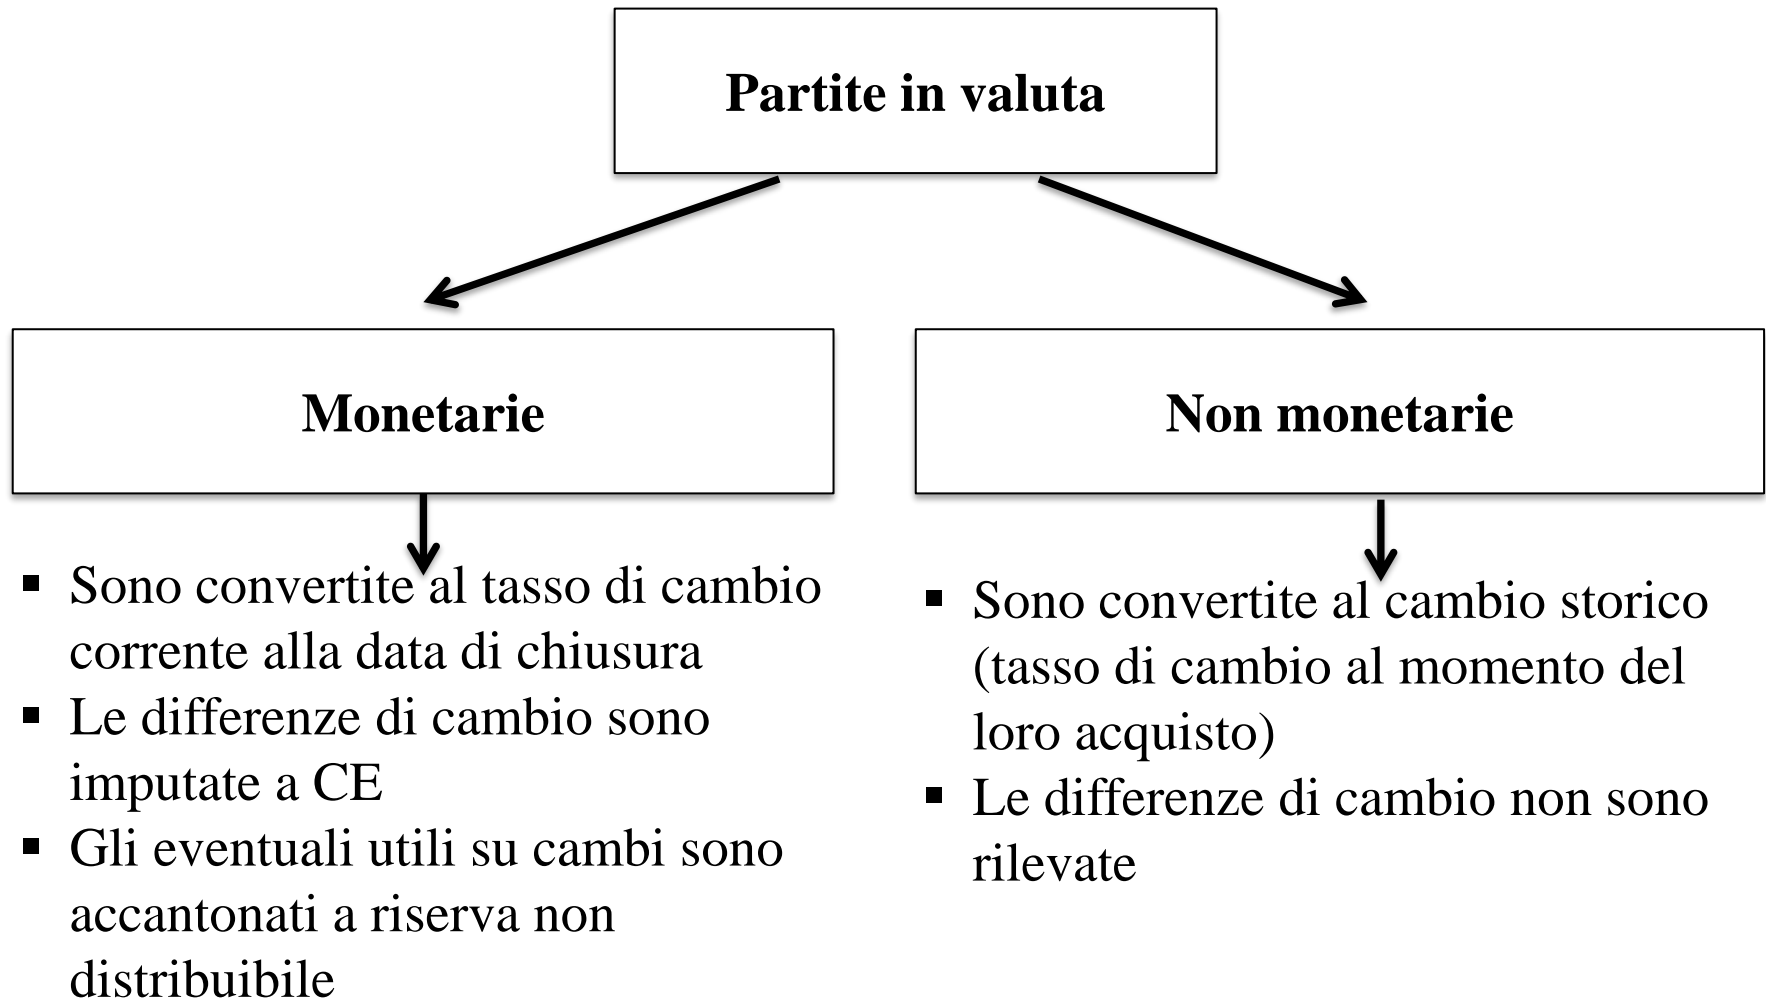 Partite in valuta
Monetarie
Non monetarie
▪ Sono convertite al tasso di cambio
corrente alla data di chiusura
▪ Le differenze di cambio sono
imputate a CE
▪ Gli eventuali utili su cambi sono
accantonati a riserva non
distribuibile
▪ Sono convertite al cambio storico
(tasso di cambio al momento del
loro acquisto)
▪ Le differenze di cambio non sono
rilevate